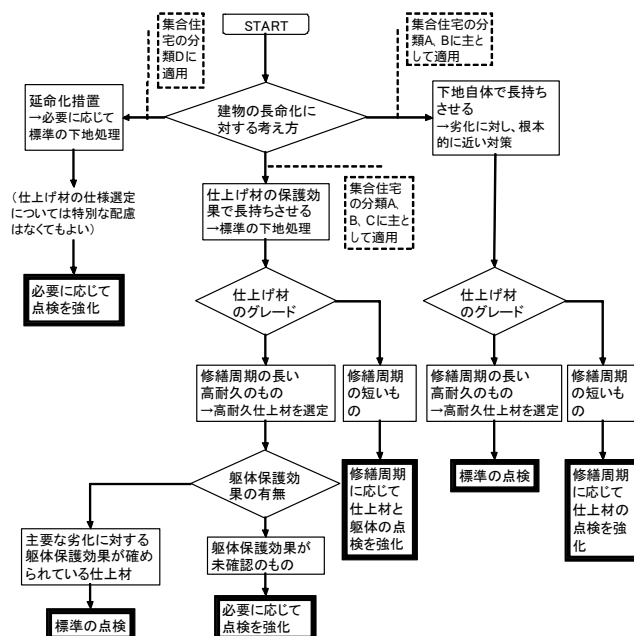 START
集合住
宅の分
類Dに
適用
集合住宅の分
類A、Bに主と
して適用
建物の長命化に
対する考え方
延命化措置
→必要に応じて
標準の下地処理
下地自体で長持ち
させる
→劣化に対し、根本
的に近い対策
(仕上げ材の仕様選定
については特別な配慮
はなくてもよい)
必要に応じて
点検を強化
仕上げ材の保護効
果で長持ちさせる
→標準の下地処理
集合住宅
の分類A、
B、Cに主と
して適用
仕上げ材
のグレード
仕上げ材
のグレード
修繕周期の長い
高耐久のもの
→高耐久仕上材を選定
修繕周期
の短いも
の
修繕周期の長い
高耐久のもの
→高耐久仕上材を選定
修繕周期
の短いも
の
躯体保護効
果の有無
修繕周期
に応じて
仕上材と
躯体の点
検を強化
標準の点検
修繕周期に
応じて
仕上材の
点検を強
化
主要な劣化に対する
躯体保護効果が確め
られている仕上材
躯体保護効果が
未確認のもの
標準の点検
必要に応じて
点検を強化